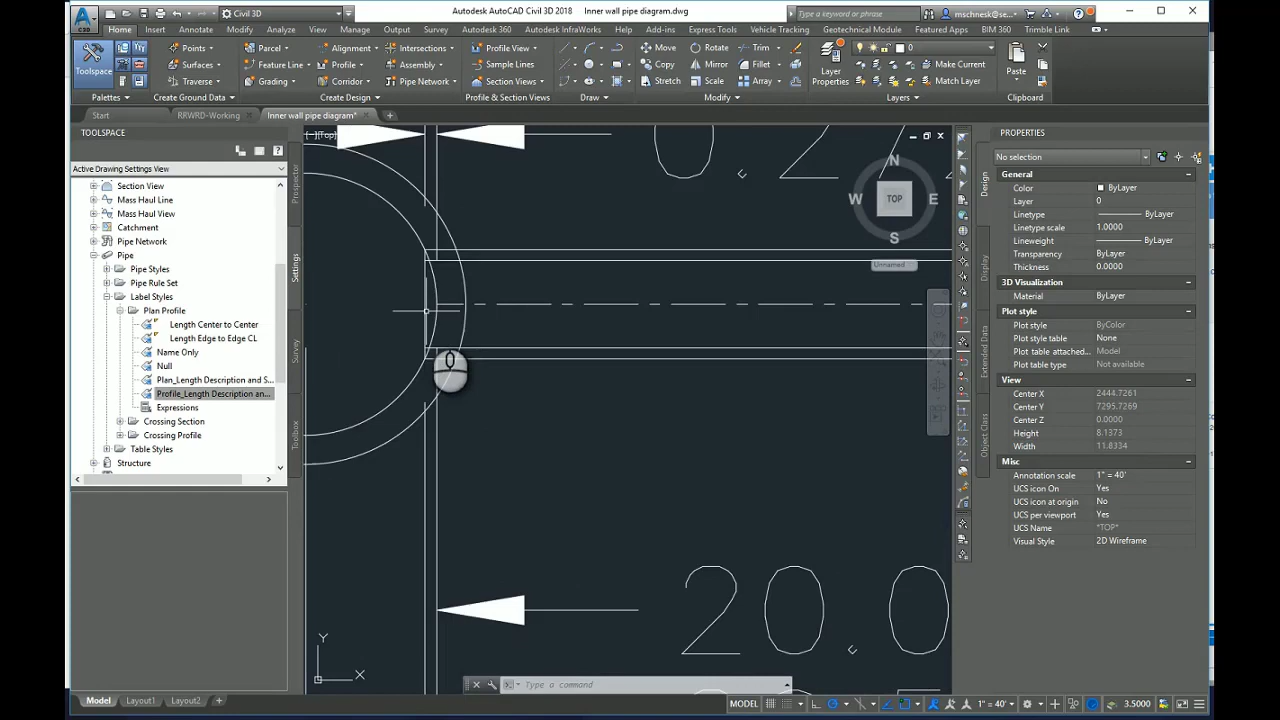 Civil 3D
Autodesk AutoCAD Civil 3D 2018 Inner wall pipe diagram.dwg
Type a keyword or phrase
mschnesk@se...
C3D
Home Insert Annotate Modify Analyze View Manage Output Survey Autodesk 360 Autodesk InfraWorks Help Add-ins Express Tools Vehicle Tracking Geotechnical Module Featured Apps BIM 360 Trimble Link
Toolspace
Points
Surfaces
Traverse
Parcel
Feature Line
Grading
Alignment
Profile
Corridor
Intersections
Assembly
Pipe Network
Profile View
Sample Lines
Section Views
Move Rotate Trim
Copy Mirror Fillet
Stretch Scale Array
Layer Properties
0
Make Current
Match Layer
Paste
Palettes Create Ground Data Create Design Profile & Section Views Draw Modify Layers Clipboard
Start RRWRD-Working Inner wall pipe diagram*
TOOLSPACE
Active Drawing Settings View
Section View
Mass Haul Line
Mass Haul View
Catchment
Pipe Network
Pipe
Pipe Styles
Pipe Rule Set
Label Styles
Plan Profile
Length Center to Center
Length Edge to Edge CL
Name Only
Null
Plan_Length Description and S...
Profile_Length Description an...
Expressions
Crossing Section
Crossing Profile
Table Styles
Structure
Prospector
Settings
Survey
Toolbox
[-][Top]
N
W TOP E
S
Unnamed
0
20.0
Y
X
Type a command
PROPERTIES
No selection
Design
Display
Extended Data
Object Class
General
Color ByLayer
Layer 0
Linetype ByLayer
Linetype scale 1.0000
Lineweight ByLayer
Transparency ByLayer
Thickness 0.0000
3D Visualization
Material ByLayer
Plot style
Plot style ByColor
Plot style table None
Plot table attached... Model
Plot table type Not available
View
Center X 2444.7261
Center Y 7295.7269
Center Z 0.0000
Height 8.1373
Width 11.8334
Misc
Annotation scale 1" = 40'
UCS icon On Yes
UCS icon at origin No
UCS per viewport Yes
UCS Name *TOP*
Visual Style 2D Wireframe
Model Layout1 Layout2
MODEL
1" = 40'
3.5000